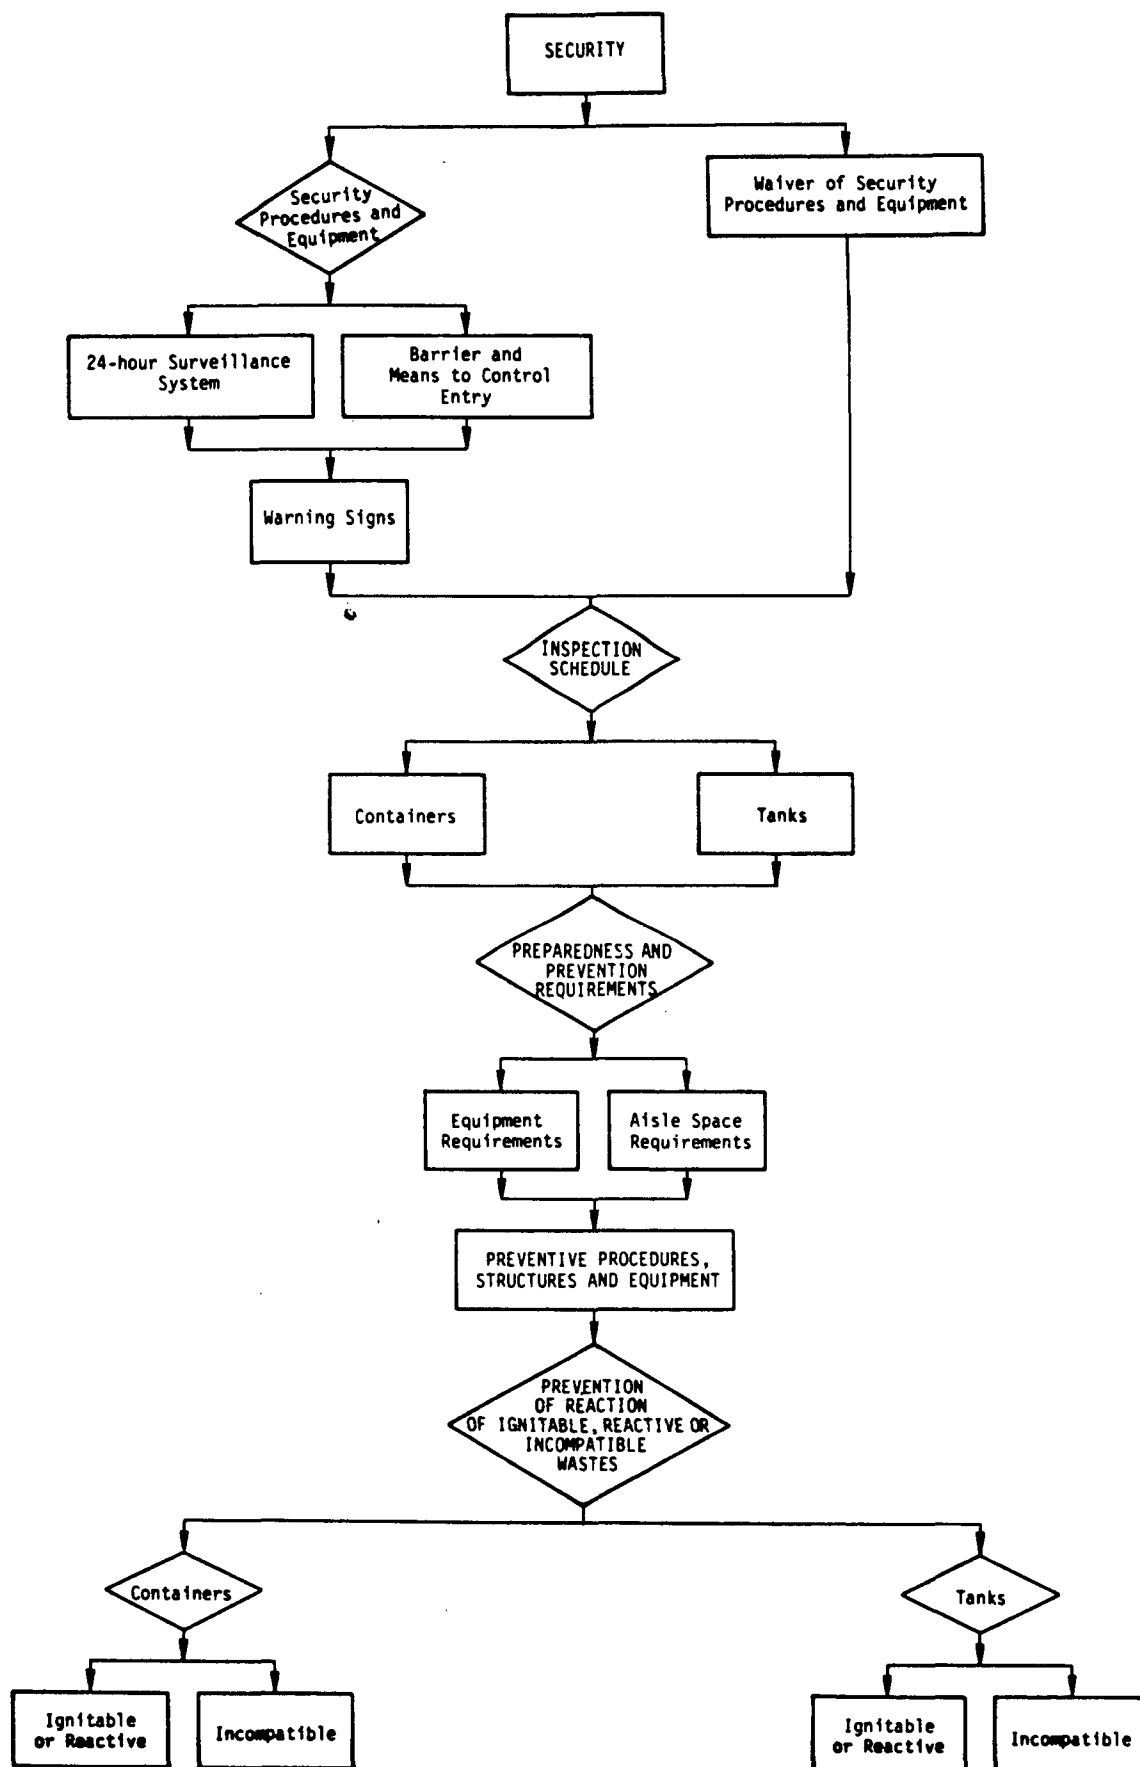 SECURITY
Security
Procedures and
Equipment
Waiver of Security
Procedures and Equipment
24-hour Surveillance
System
Barrier and
Means to Control
Entry
Warning Signs
INSPECTION
SCHEDULE
Containers
Tanks
PREPAREDNESS AND
PREVENTION
REQUIREMENTS
Equipment
Requirements
Aisle Space
Requirements
PREVENTIVE PROCEDURES,
STRUCTURES AND EQUIPMENT
PREVENTION
OF REACTION
OF IGNITABLE, REACTIVE OR
INCOMPATIBLE
WASTES
Containers
Tanks
Ignitable
or Reactive
Incompatible
Ignitable
or Reactive
Incompatible